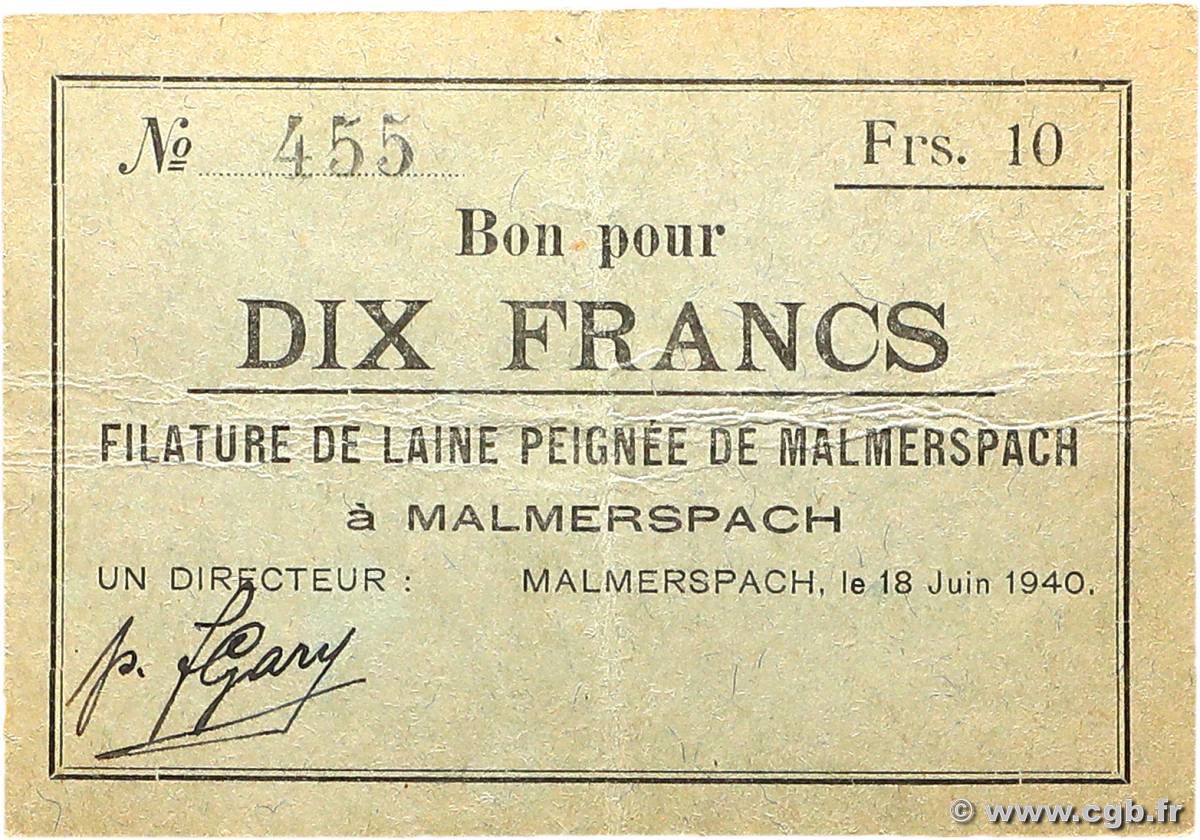 № 455 Frs. 10
Bon pour
DIX FRANCS
FILATURE DE LAINE PEIGNÉE DE MALMERSPACH
à MALMERSPACH
UN DIRECTEUR : MALMERSPACH, le 18 Juin 1940.
p. Gary
© www.cgb.fr